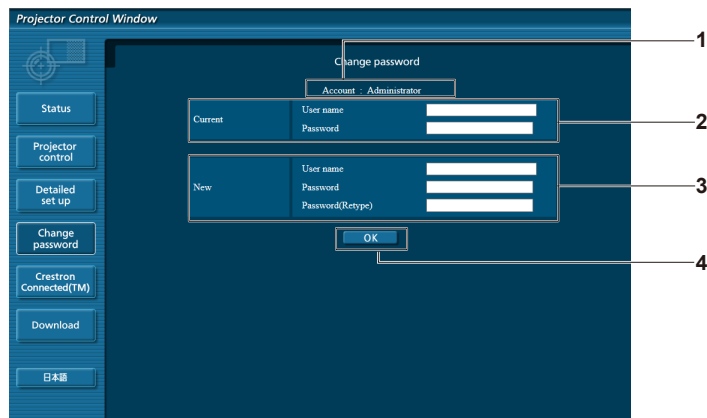 Projector Control Window
1
Change password
Account : Administrator
Status
Current
User name
Password
2
Projector
control
Detailed
set up
New
User name
Password
Password(Retype)
3
Change
password
OK
4
Crestron
Connected(TM)
Download
日本語